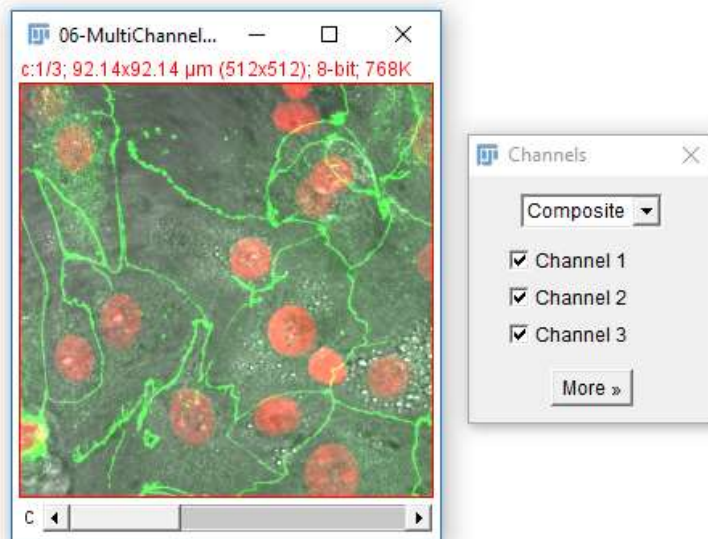 06-MultiChannel...
c:1/3; 92.14x92.14 µm (512x512); 8-bit; 768K
C
Channels
Composite
Channel 1
Channel 2
Channel 3
More »